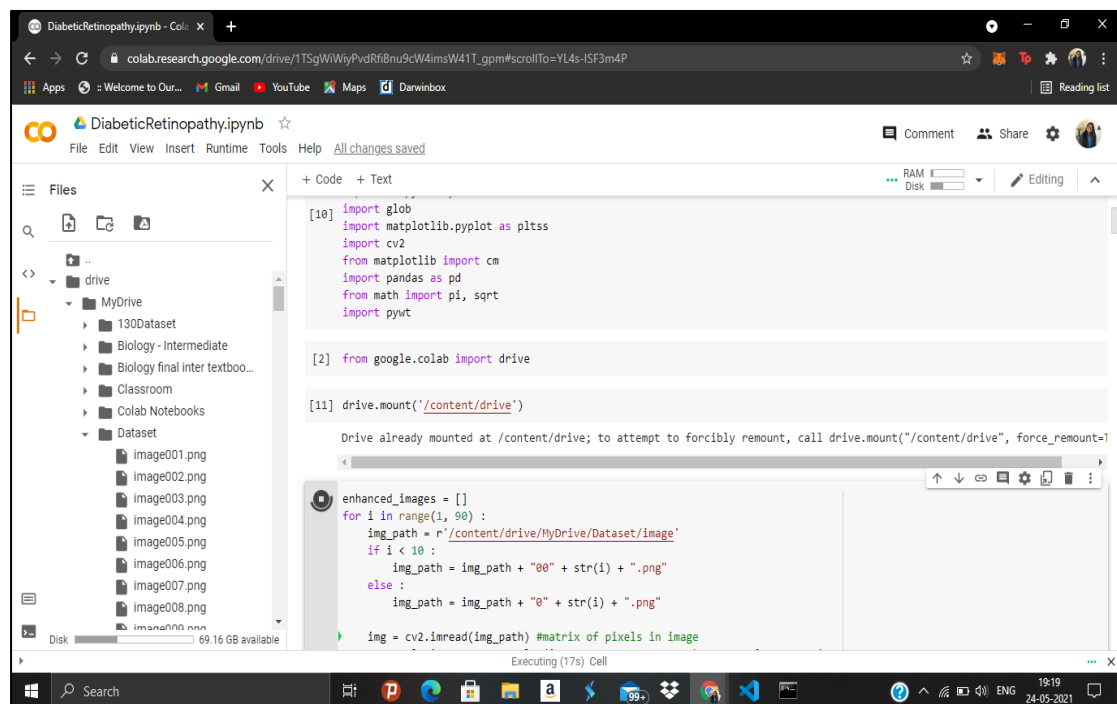 DiabeticRetinopathy.ipynb - Cola
colab.research.google.com/drive/1TSgWiWiyPvdRfiBnu9cW4imsW41T_gpm#scrollTo=YL4s-ISF3m4P
Apps :: Welcome to Our... Gmail YouTube Maps Darwinbox Reading list
DiabeticRetinopathy.ipynb
Comment Share
File Edit View Insert Runtime Tools Help All changes saved
Files
+ Code + Text
RAM
Disk
Editing
..
drive
MyDrive
130Dataset
Biology - Intermediate
Biology final inter textboo...
Classroom
Colab Notebooks
Dataset
image001.png
image002.png
image003.png
image004.png
image005.png
image006.png
image007.png
image008.png
image009.png
Disk 69.16 GB available
[10] import glob
import matplotlib.pyplot as pltss
import cv2
from matplotlib import cm
import pandas as pd
from math import pi, sqrt
import pywt
[2] from google.colab import drive
[11] drive.mount('/content/drive')
Drive already mounted at /content/drive; to attempt to forcibly remount, call drive.mount("/content/drive", force_remount=
enhanced_images = []
for i in range(1, 90) :
img_path = r'/content/drive/MyDrive/Dataset/image'
if i < 10 :
img_path = img_path + "00" + str(i) + ".png"
else :
img_path = img_path + "0" + str(i) + ".png"
img = cv2.imread(img_path) #matrix of pixels in image
Executing (17s) Cell
Search
99+
ENG
19:19
24-05-2021